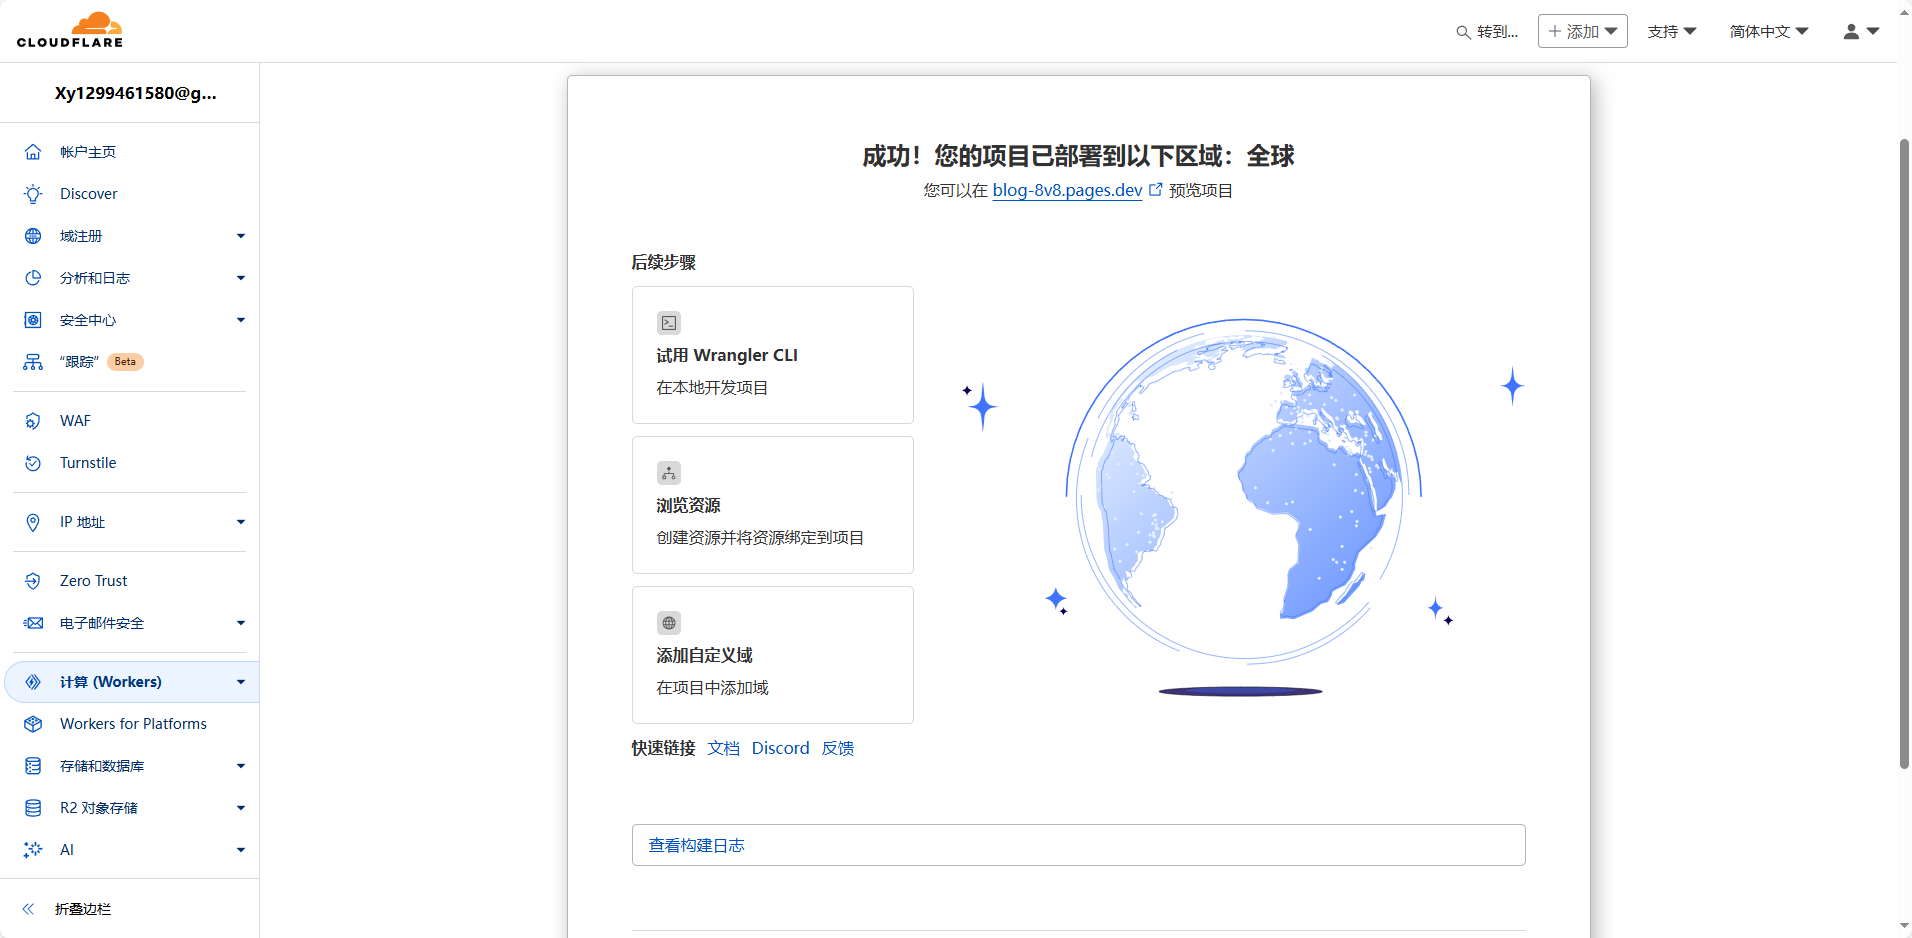 CLOUDFLARE
转到...
添加
支持
简体中文
Xy1299461580@g...
帐户主页
Discover
域注册
分析和日志
安全中心
“跟踪” Beta
WAF
Turnstile
IP 地址
Zero Trust
电子邮件安全
计算 (Workers)
Workers for Platforms
存储和数据库
R2 对象存储
AI
折叠边栏
成功！您的项目已部署到以下区域：全球
您可以在 blog-8v8.pages.dev 预览项目
后续步骤
试用 Wrangler CLI
在本地开发项目
浏览资源
创建资源并将资源绑定到项目
添加自定义域
在项目中添加域
快速链接 文档 Discord 反馈
查看构建日志